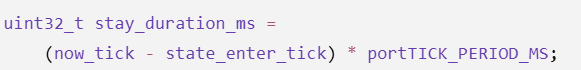 uint32_t stay_duration_ms =
    (now_tick - state_enter_tick) * portTICK_PERIOD_MS;